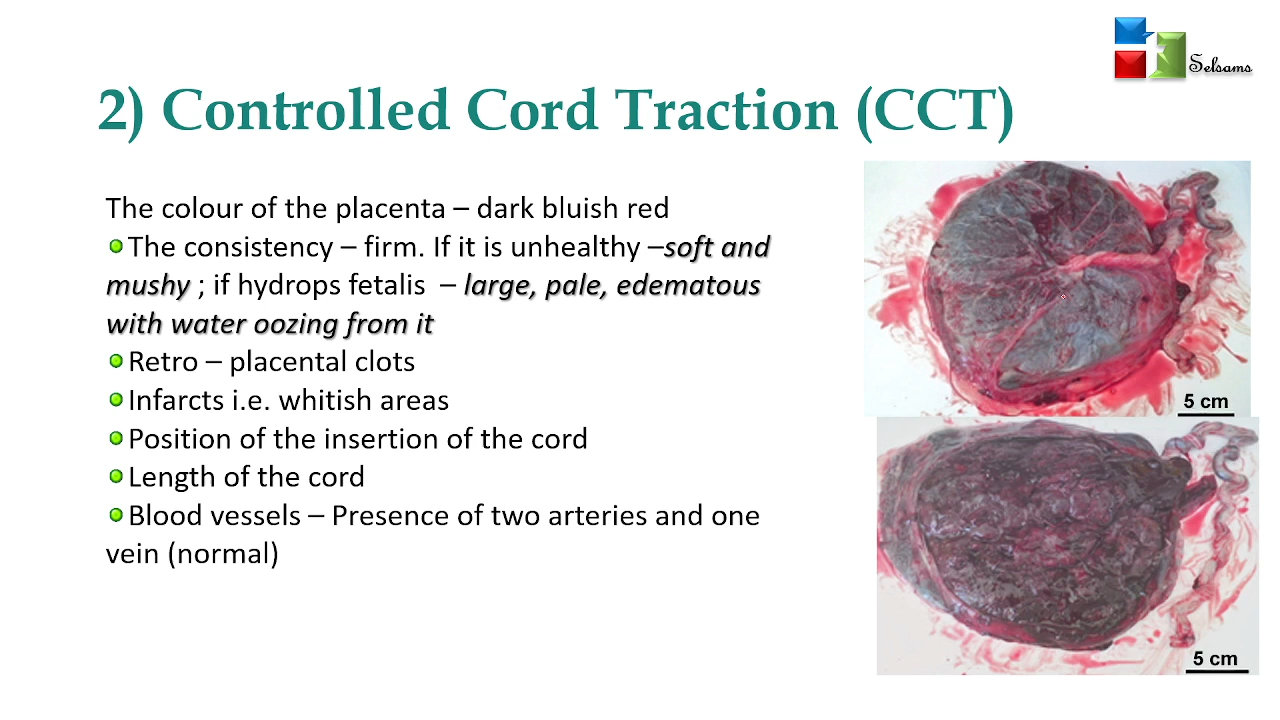 Selsams
2) Controlled Cord Traction (CCT)
The colour of the placenta – dark bluish red
The consistency – firm. If it is unhealthy –soft and
mushy ; if hydrops fetalis – large, pale, edematous
with water oozing from it
Retro – placental clots
Infarcts i.e. whitish areas
Position of the insertion of the cord
Length of the cord
Blood vessels – Presence of two arteries and one
vein (normal)
5 cm
5 cm